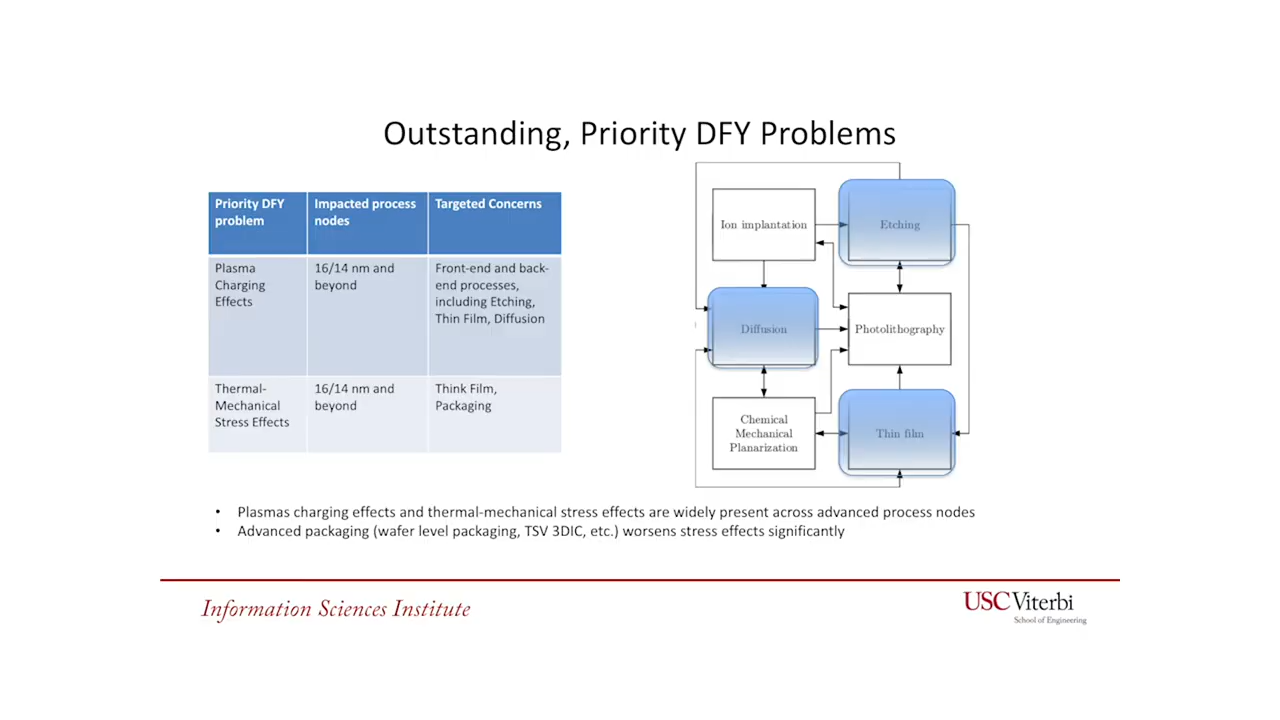 Outstanding, Priority DFY Problems
Priority DFY
problem
Impacted process
nodes
Targeted Concerns
Plasma
Charging
Effects
16/14 nm and
beyond
Front-end and back-
end processes,
including Etching,
Thin Film, Diffusion
Thermal-
Mechanical
Stress Effects
16/14 nm and
beyond
Think Film,
Packaging
Ion implantation
Etching
Diffusion
Photolithography
Chemical
Mechanical
Planarization
Thin film
• Plasmas charging effects and thermal-mechanical stress effects are widely present across advanced process nodes
• Advanced packaging (wafer level packaging, TSV 3DIC, etc.) worsens stress effects significantly
Information Sciences Institute
USC Viterbi
School of Engineering